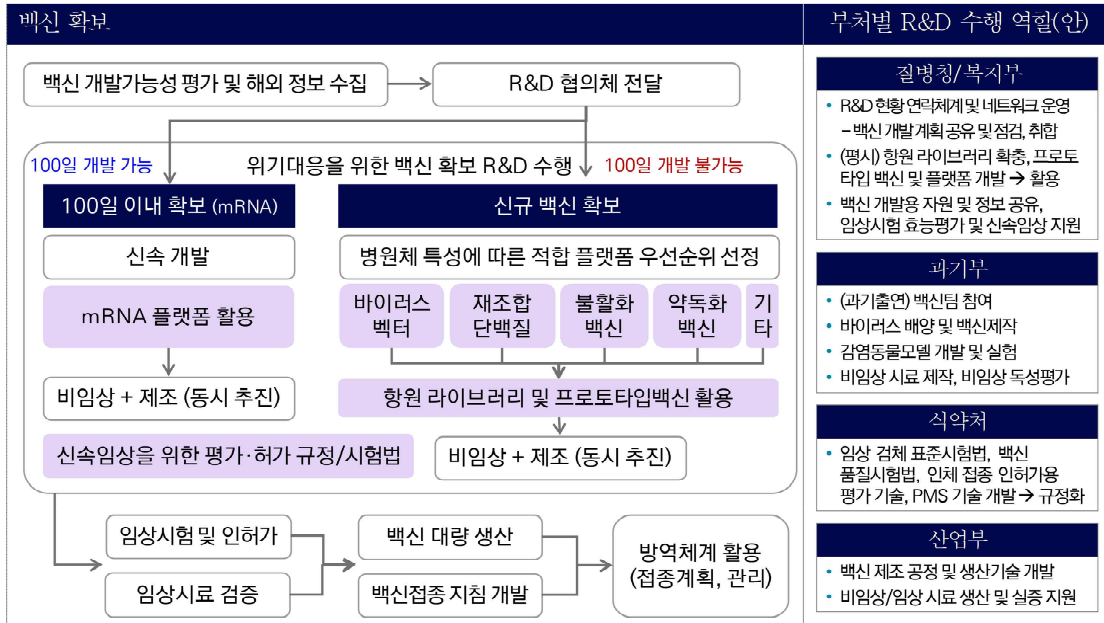 백신 확보
백신 개발가능성 평가 및 해외 정보 수집
R&D 협의체 전달
100일 개발 가능
위기대응을 위한 백신 확보 R&D 수행
100일 개발 불가능
100일 이내 확보 (mRNA)
신속 개발
mRNA 플랫폼 활용
비임상 + 제조 (동시 추진)
신규 백신 확보
병원체 특성에 따른 적합 플랫폼 우선순위 선정
바이러스
벡터
재조합
단백질
불활화
백신
약독화
백신
기
타
항원 라이브러리 및 프로토타입백신 활용
비임상 + 제조 (동시 추진)
신속임상을 위한 평가·허가 규정/시험법
임상시험 및 인허가
임상시료 검증
백신 대량 생산
백신접종 지침 개발
방역체계 활용
(접종계획, 관리)
부처별 R&D 수행 역할(안)
질병청/복지부
• R&D 현황 연락체계 및 네트워크 운영
– 백신 개발계획 공유 및 점검, 취합
• (평시) 항원 라이브러리 확충, 프로토
타입 백신 및 플랫폼 개발 → 활용
• 백신 개발용 자원 및 정보 공유,
임상시험 효능평가 및 신속임상 지원
과기부
• (과기출연) 백신팀 참여
• 바이러스 배양 및 백신제작
• 감염동물모델 개발 및 실험
• 비임상 시료 제작, 비임상 독성평가
식약처
• 임상 검체 표준시험법, 백신
품질시험법, 인체 접종 인허가용
평가 기술, PMS 기술 개발 → 규정화
산업부
• 백신 제조 공정 및 생산기술 개발
• 비임상/임상 시료 생산 및 실증 지원